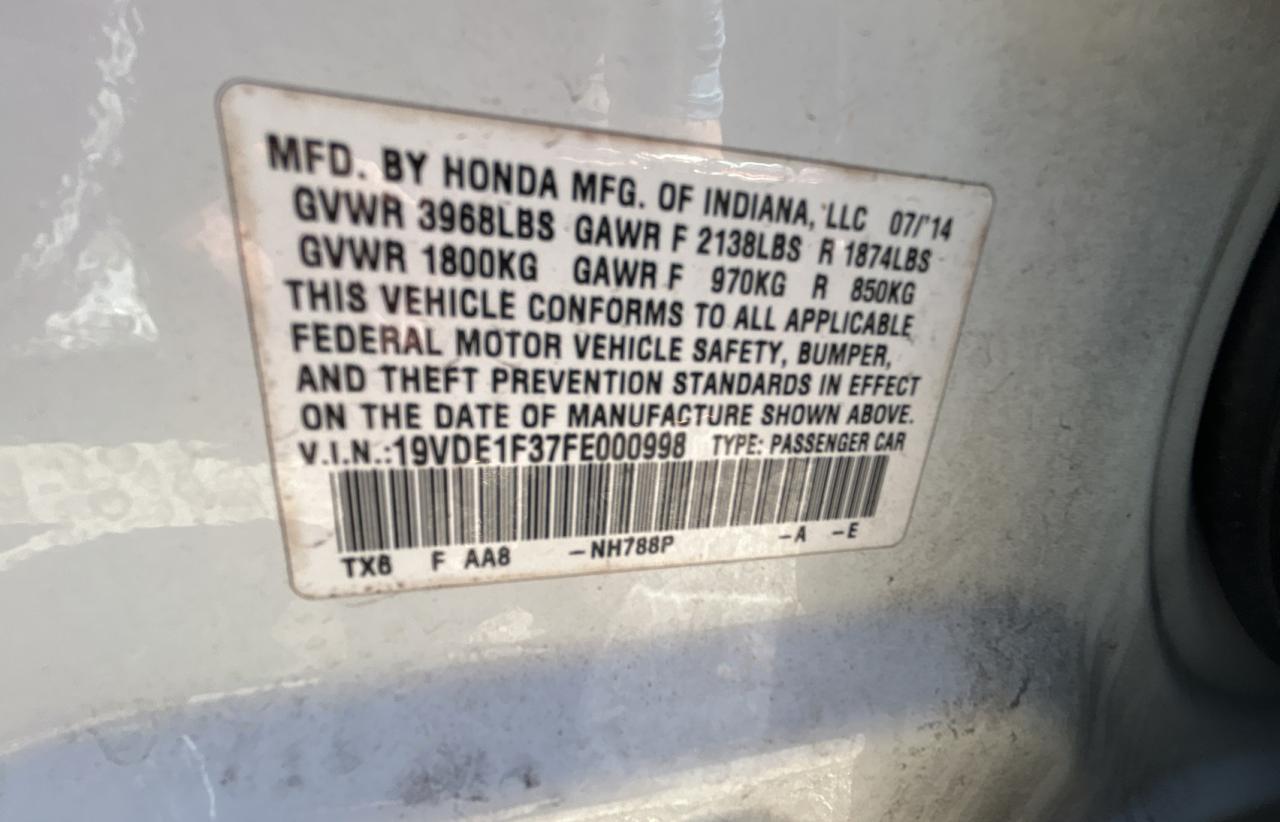 MFD. BY HONDA MFG. OF INDIANA, LLC 07/'14
GVWR 3968LBS GAWR F 2138LBS R 1874LBS
GVWR 1800KG GAWR F 970KG R 850KG
THIS VEHICLE CONFORMS TO ALL APPLICABLE
FEDERAL MOTOR VEHICLE SAFETY, BUMPER,
AND THEFT PREVENTION STANDARDS IN EFFECT
ON THE DATE OF MANUFACTURE SHOWN ABOVE.
V.I.N.:19VDE1F37FE000998 TYPE: PASSENGER CAR
TX6 F AA8 -NH788P -A -E